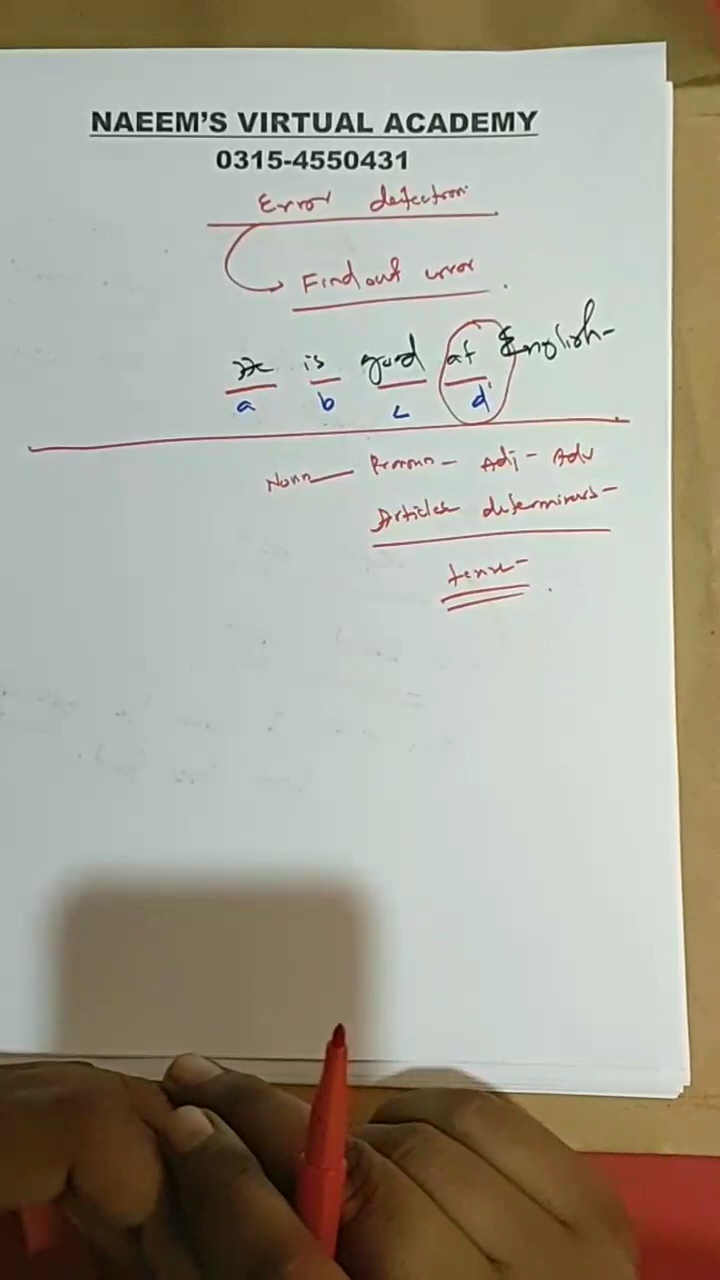 NAEEM'S VIRTUAL ACADEMY
0315-4550431
Error detection
Find out error.
He is good at English-
a b c d
Noun — Pronoun - Adj - Adv
Articles determiners-
tense-